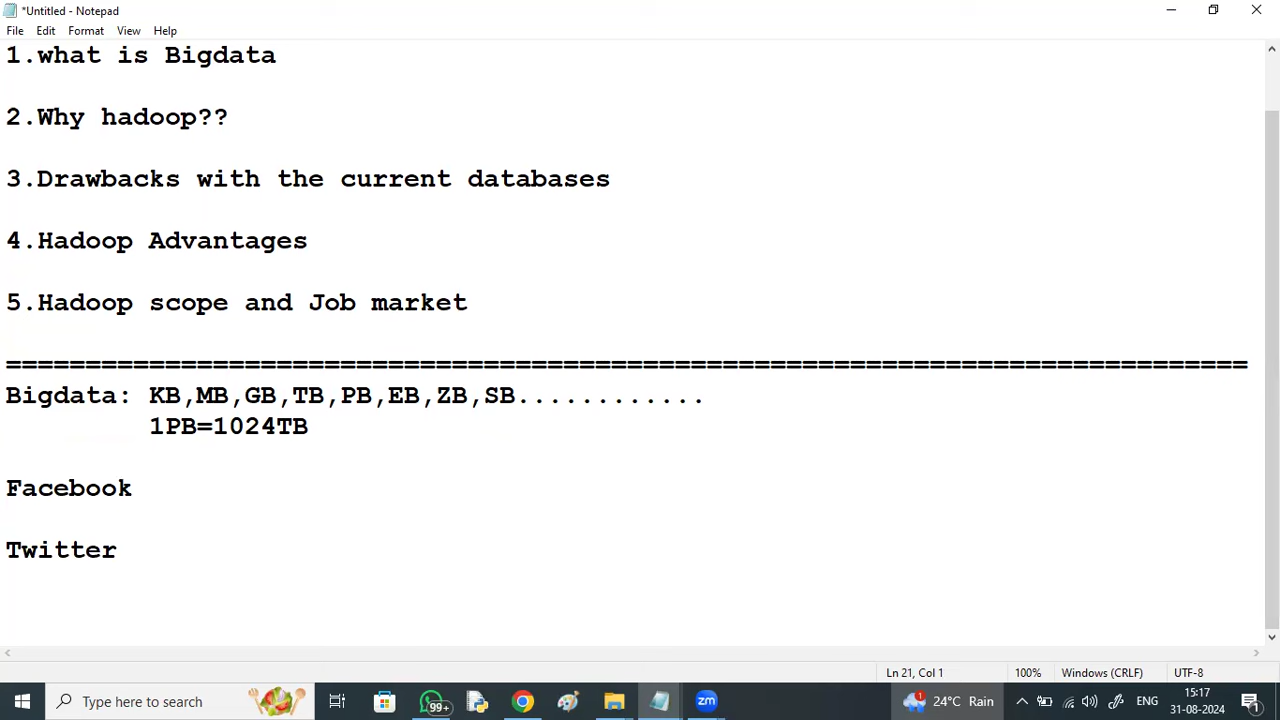 *Untitled - Notepad
File Edit Format View Help
1.what is Bigdata
2.Why hadoop??
3.Drawbacks with the current databases
4.Hadoop Advantages
5.Hadoop scope and Job market
==============================================================================
Bigdata: KB,MB,GB,TB,PB,EB,ZB,SB............
1PB=1024TB
Facebook
Twitter
Ln 21, Col 1 100% Windows (CRLF) UTF-8
Type here to search 99+ zm 1 24°C Rain ENG 15:17 1
31-08-2024